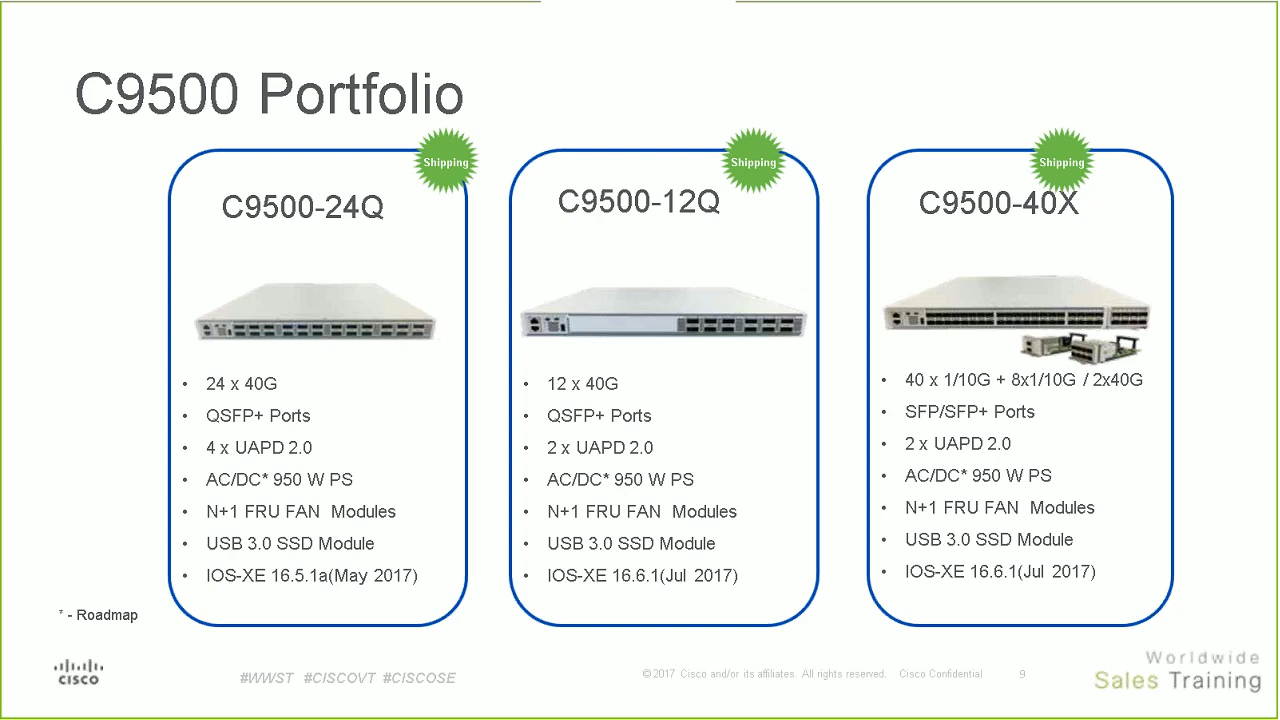 C9500 Portfolio
Shipping
C9500-24Q
• 24 x 40G
• QSFP+ Ports
• 4 x UAPD 2.0
• AC/DC* 950 W PS
• N+1 FRU FAN Modules
• USB 3.0 SSD Module
• IOS-XE 16.5.1a(May 2017)
Shipping
C9500-12Q
• 12 x 40G
• QSFP+ Ports
• 2 x UAPD 2.0
• AC/DC* 950 W PS
• N+1 FRU FAN Modules
• USB 3.0 SSD Module
• IOS-XE 16.6.1(Jul 2017)
Shipping
C9500-40X
• 40 x 1/10G + 8x1/10G / 2x40G
• SFP/SFP+ Ports
• 2 x UAPD 2.0
• AC/DC* 950 W PS
• N+1 FRU FAN Modules
• USB 3.0 SSD Module
• IOS-XE 16.6.1(Jul 2017)
* - Roadmap
CISCO
#WWST #CISCOVT #CISCOSE
© 2017 Cisco and/or its affiliates. All rights reserved. Cisco Confidential
9
Worldwide
Sales Training